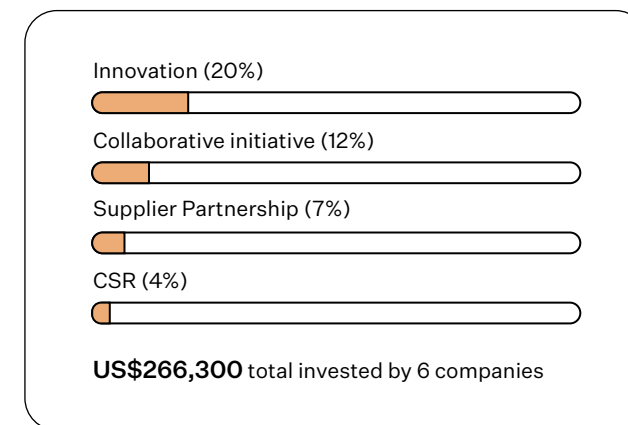 Innovation (20%)
Collaborative initiative (12%)
Supplier Partnership (7%)
CSR (4%)
US$266,300 total invested by 6 companies